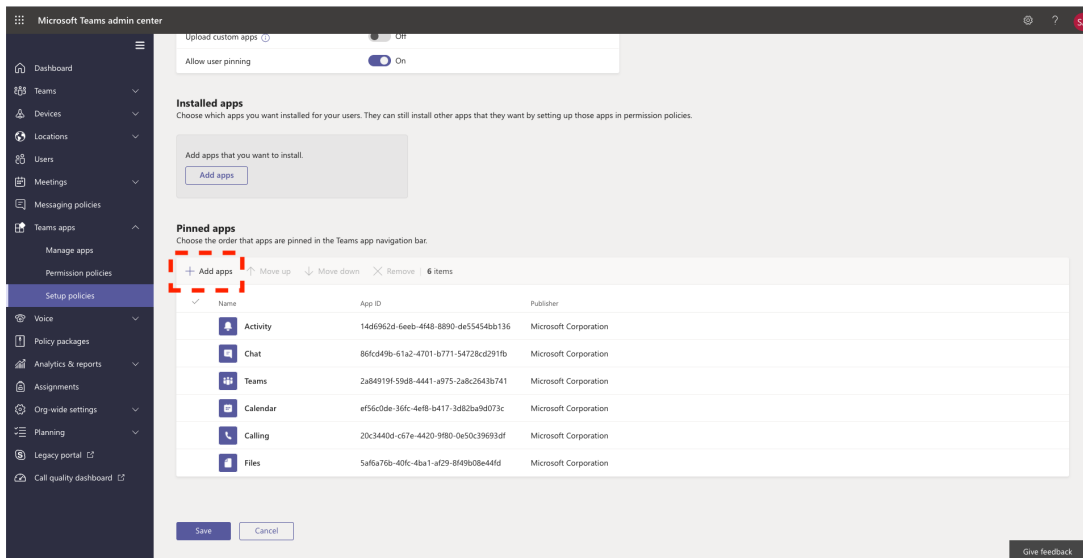 Microsoft Teams admin center
Upload custom apps Off
Allow user pinning On
Dashboard
Teams
Devices
Locations
Users
Meetings
Messaging policies
Teams apps
Manage apps
Permission policies
Setup policies
Voice
Policy packages
Analytics & reports
Assignments
Org-wide settings
Planning
Legacy portal
Call quality dashboard
Installed apps
Choose which apps you want installed for your users. They can still install other apps that they want by setting up those apps in permission policies.
Add apps that you want to install.
Add apps
Pinned apps
Choose the order that apps are pinned in the Teams app navigation bar.
+ Add apps ↑ Move up ↓ Move down × Remove | 6 items
Name App ID Publisher
Activity 14d6962d-6eeb-4f48-8890-de55454bb136 Microsoft Corporation
Chat 86fcd49b-61a2-4701-b771-54728cd291fb Microsoft Corporation
Teams 2a84919f-59d8-4441-a975-2a8c2643b741 Microsoft Corporation
Calendar ef56c0de-36fc-4ef8-b417-3d82ba9d073c Microsoft Corporation
Calling 20c3440d-c67e-4420-9f80-0e50c39693df Microsoft Corporation
Files 5af6a76b-40fc-4ba1-af29-8f49b08e44fd Microsoft Corporation
Save Cancel
Give feedback